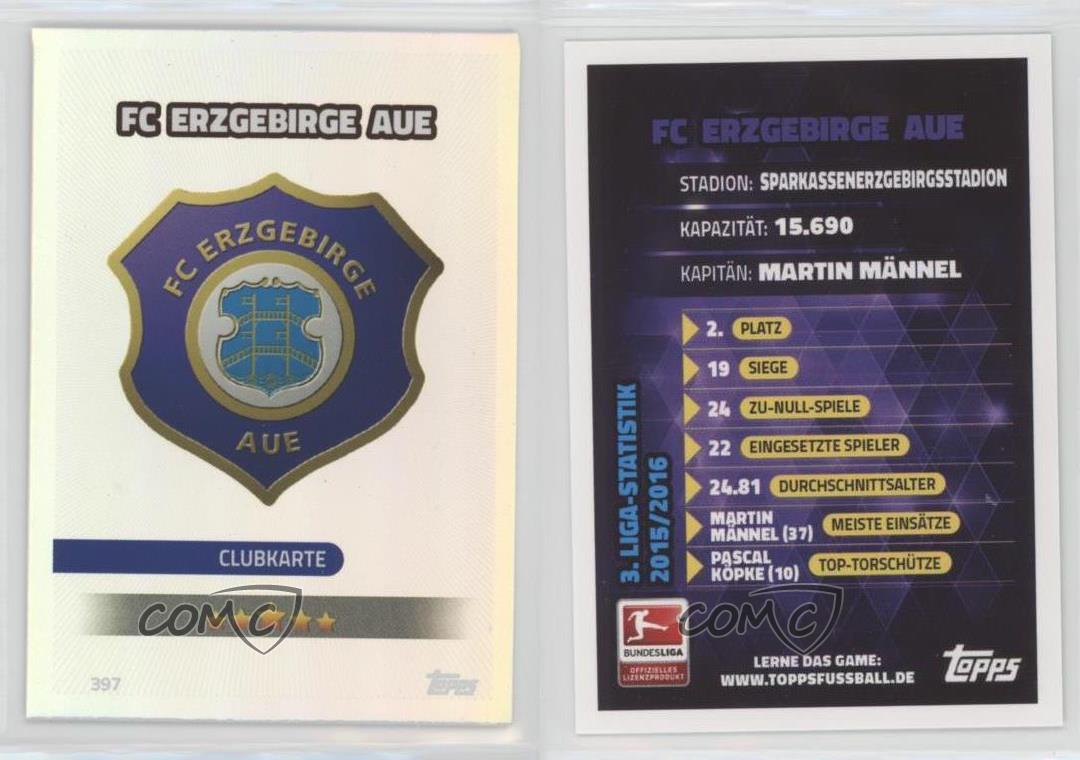 FC ERZGEBIRGE AUE
FC ERZGEBIRGE
AUE
CLUBKARTE
COMC
397
topps
FC ERZGEBIRGE AUE
STADION: SPARKASSENERZGEBIRGSSTADION
KAPAZITÄT: 15.690
KAPITÄN: MARTIN MÄNNEL
3. LIGA-STATISTIK
2015/2016
2. PLATZ
19 SIEGE
24 ZU-NULL-SPIELE
22 EINGESETZTE SPIELER
24.81 DURCHSCHNITTSALTER
MARTIN
MÄNNEL (37) MEISTE EINSÄTZE
PASCAL
KÖPKE (10) TOP-TORSCHÜTZE
COMC
BUNDESLIGA
OFFIZIELLES
LIZENZPRODUKT
LERNE DAS GAME:
WWW.TOPPSFUSSBALL.DE
topps